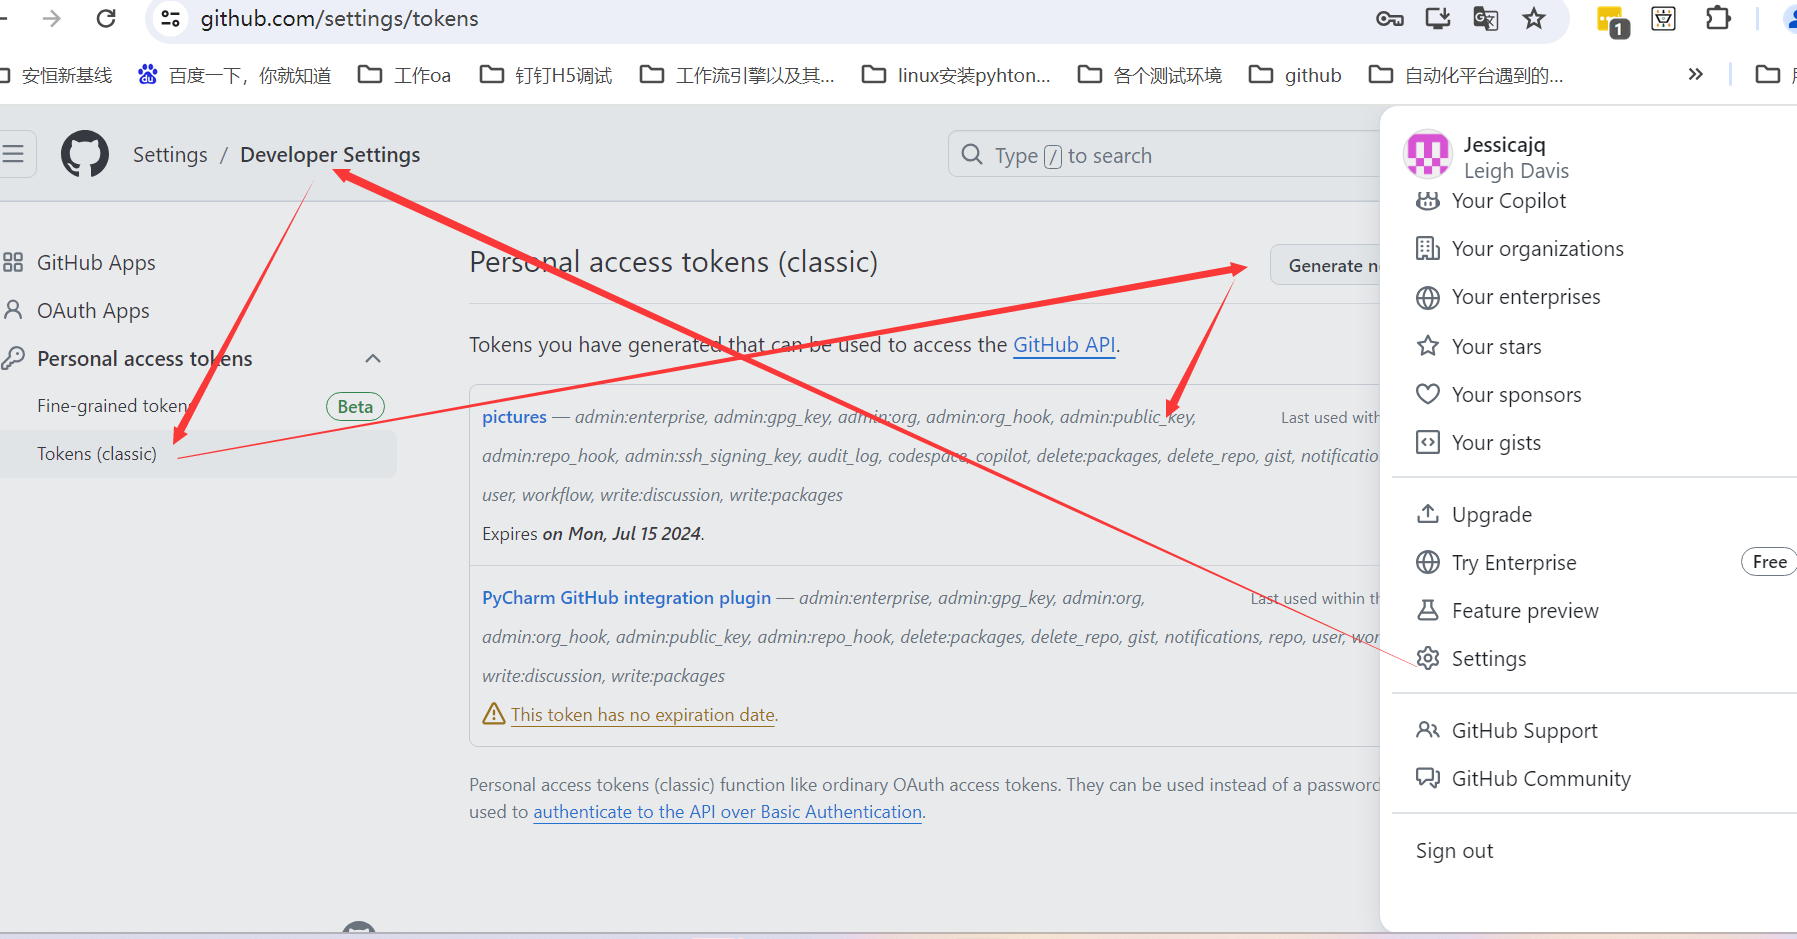 github.com/settings/tokens
1
安恒新基线
百度一下，你就知道
工作oa
钉钉H5调试
工作流引擎以及其...
linux安装pyhton...
各个测试环境
github
自动化平台遇到的...
Settings / Developer Settings
Type / to search
Jessicajq
Leigh Davis
Your Copilot
Your organizations
Your enterprises
Your stars
Your sponsors
Your gists
Upgrade
Try Enterprise
Free
Feature preview
Settings
GitHub Support
GitHub Community
Sign out
GitHub Apps
OAuth Apps
Personal access tokens
Fine-grained tokens
Beta
Tokens (classic)
Personal access tokens (classic)
Generate n
Tokens you have generated that can be used to access the GitHub API.
pictures — admin:enterprise, admin:gpg_key, admin:org, admin:org_hook, admin:public_key,
Last used with
admin:repo_hook, admin:ssh_signing_key, audit_log, codespace, copilot, delete:packages, delete_repo, gist, notificatio
user, workflow, write:discussion, write:packages
Expires on Mon, Jul 15 2024.
PyCharm GitHub integration plugin — admin:enterprise, admin:gpg_key, admin:org,
Last used within th
admin:org_hook, admin:public_key, admin:repo_hook, delete:packages, delete_repo, gist, notifications, repo, user, wor
write:discussion, write:packages
This token has no expiration date.
Personal access tokens (classic) function like ordinary OAuth access tokens. They can be used instead of a password
used to authenticate to the API over Basic Authentication.